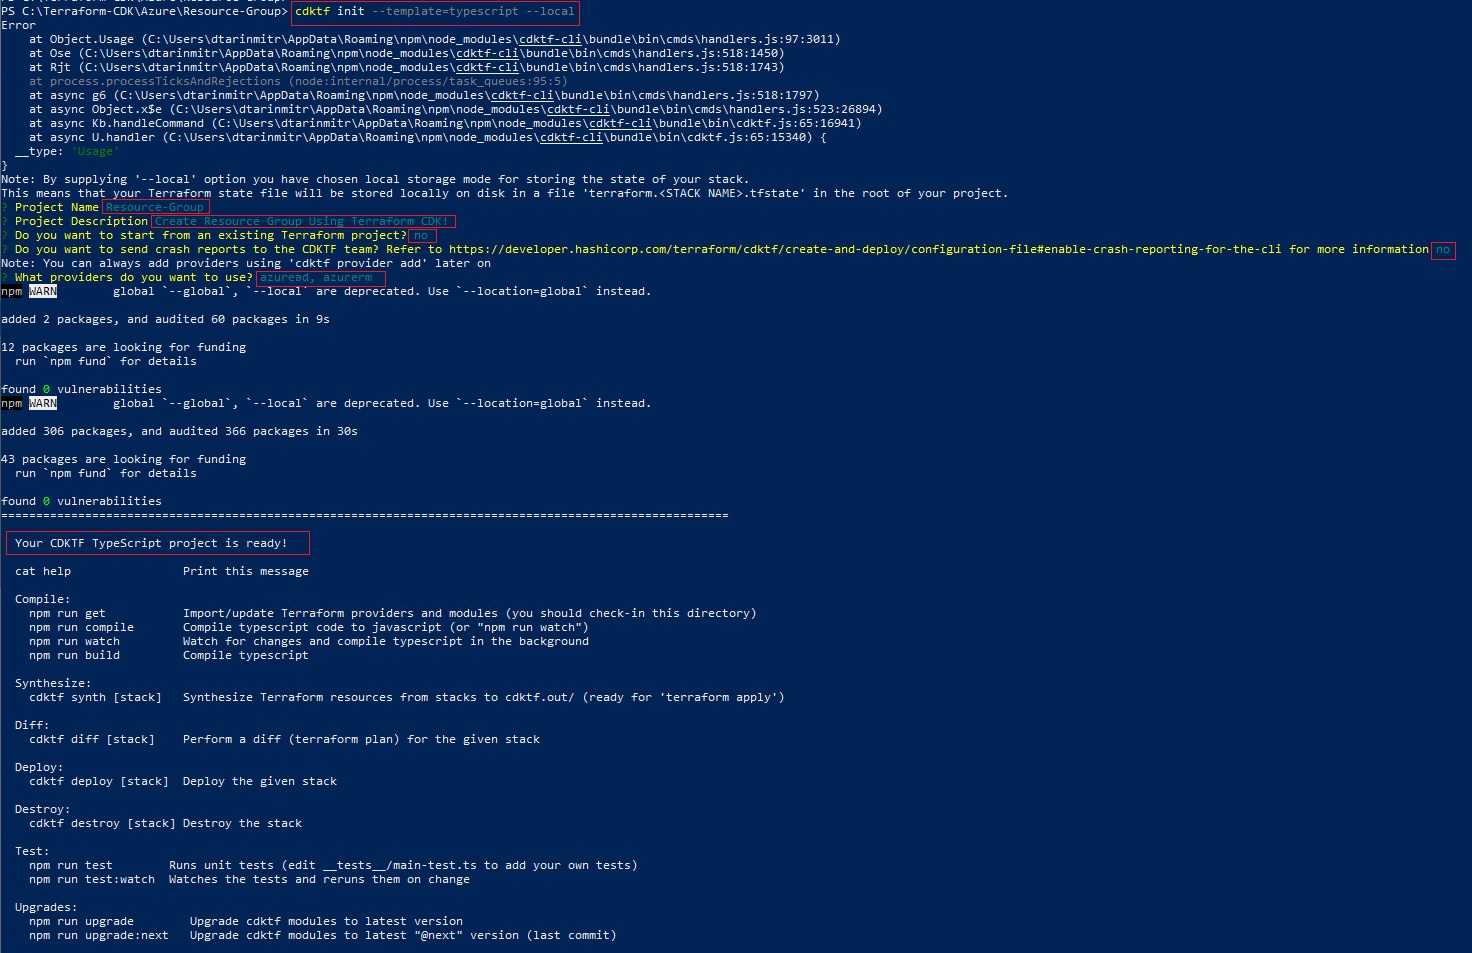 PS C:\Terraform-CDK\Azure\Resource-Group> cdktf init --template=typescript --local
Error
    at Object.Usage (C:\Users\dtarinmitr\AppData\Roaming\npm\node_modules\cdktf-cli\bundle\bin\cmds\handlers.js:97:3011)
    at Ose (C:\Users\dtarinmitr\AppData\Roaming\npm\node_modules\cdktf-cli\bundle\bin\cmds\handlers.js:518:1450)
    at Rjt (C:\Users\dtarinmitr\AppData\Roaming\npm\node_modules\cdktf-cli\bundle\bin\cmds\handlers.js:518:1743)
    at process.processTicksAndRejections (node:internal/process/task_queues:95:5)
    at async g6 (C:\Users\dtarinmitr\AppData\Roaming\npm\node_modules\cdktf-cli\bundle\bin\cmds\handlers.js:518:1797)
    at async Object.x$e (C:\Users\dtarinmitr\AppData\Roaming\npm\node_modules\cdktf-cli\bundle\bin\cmds\handlers.js:523:26894)
    at async Kb.handleCommand (C:\Users\dtarinmitr\AppData\Roaming\npm\node_modules\cdktf-cli\bundle\bin\cdktf.js:65:16941)
    at async U.handler (C:\Users\dtarinmitr\AppData\Roaming\npm\node_modules\cdktf-cli\bundle\bin\cdktf.js:65:15340) {
  __type: 'Usage'
}
Note: By supplying '--local' option you have chosen local storage mode for storing the state of your stack.
This means that your Terraform state file will be stored locally on disk in a file 'terraform.<STACK NAME>.tfstate' in the root of your project.
? Project Name Resource-Group
? Project Description Create Resource Group Using Terraform CDK!
? Do you want to start from an existing Terraform project? no
? Do you want to send crash reports to the CDKTF team? Refer to https://developer.hashicorp.com/terraform/cdktf/create-and-deploy/configuration-file#enable-crash-reporting-for-the-cli for more information no
Note: You can always add providers using 'cdktf provider add' later on
? What providers do you want to use? azuread, azurerm
npm WARN        global `--global`, `--local` are deprecated. Use `--location=global` instead.
added 2 packages, and audited 60 packages in 9s
12 packages are looking for funding
  run `npm fund` for details
found 0 vulnerabilities
npm WARN        global `--global`, `--local` are deprecated. Use `--location=global` instead.
added 306 packages, and audited 366 packages in 30s
43 packages are looking for funding
  run `npm fund` for details
found 0 vulnerabilities
========================================================================================================
  Your CDKTF TypeScript project is ready!
  cat help                Print this message
  Compile:
    npm run get           Import/update Terraform providers and modules (you should check-in this directory)
    npm run compile       Compile typescript code to javascript (or "npm run watch")
    npm run watch         Watch for changes and compile typescript in the background
    npm run build         Compile typescript
  Synthesize:
    cdktf synth [stack]   Synthesize Terraform resources from stacks to cdktf.out/ (ready for 'terraform apply')
  Diff:
    cdktf diff [stack]    Perform a diff (terraform plan) for the given stack
  Deploy:
    cdktf deploy [stack]  Deploy the given stack
  Destroy:
    cdktf destroy [stack] Destroy the stack
  Test:
    npm run test        Runs unit tests (edit __tests__/main-test.ts to add your own tests)
    npm run test:watch  Watches the tests and reruns them on change
  Upgrades:
    npm run upgrade        Upgrade cdktf modules to latest version
    npm run upgrade:next   Upgrade cdktf modules to latest "@next" version (last commit)